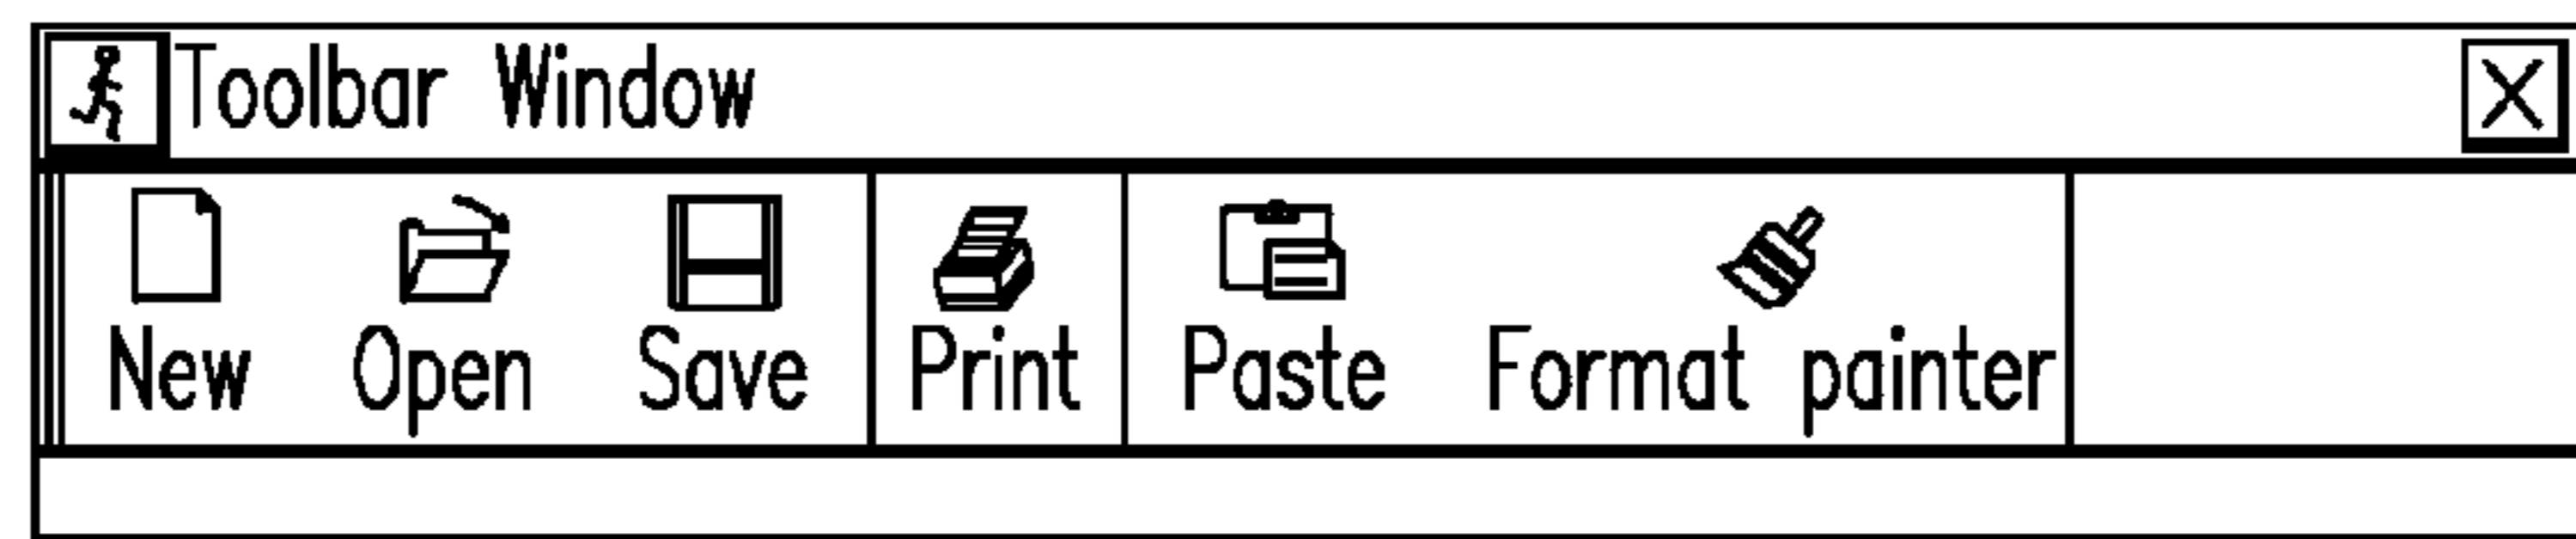 Toolbar Window
New Open Save Print Paste Format painter